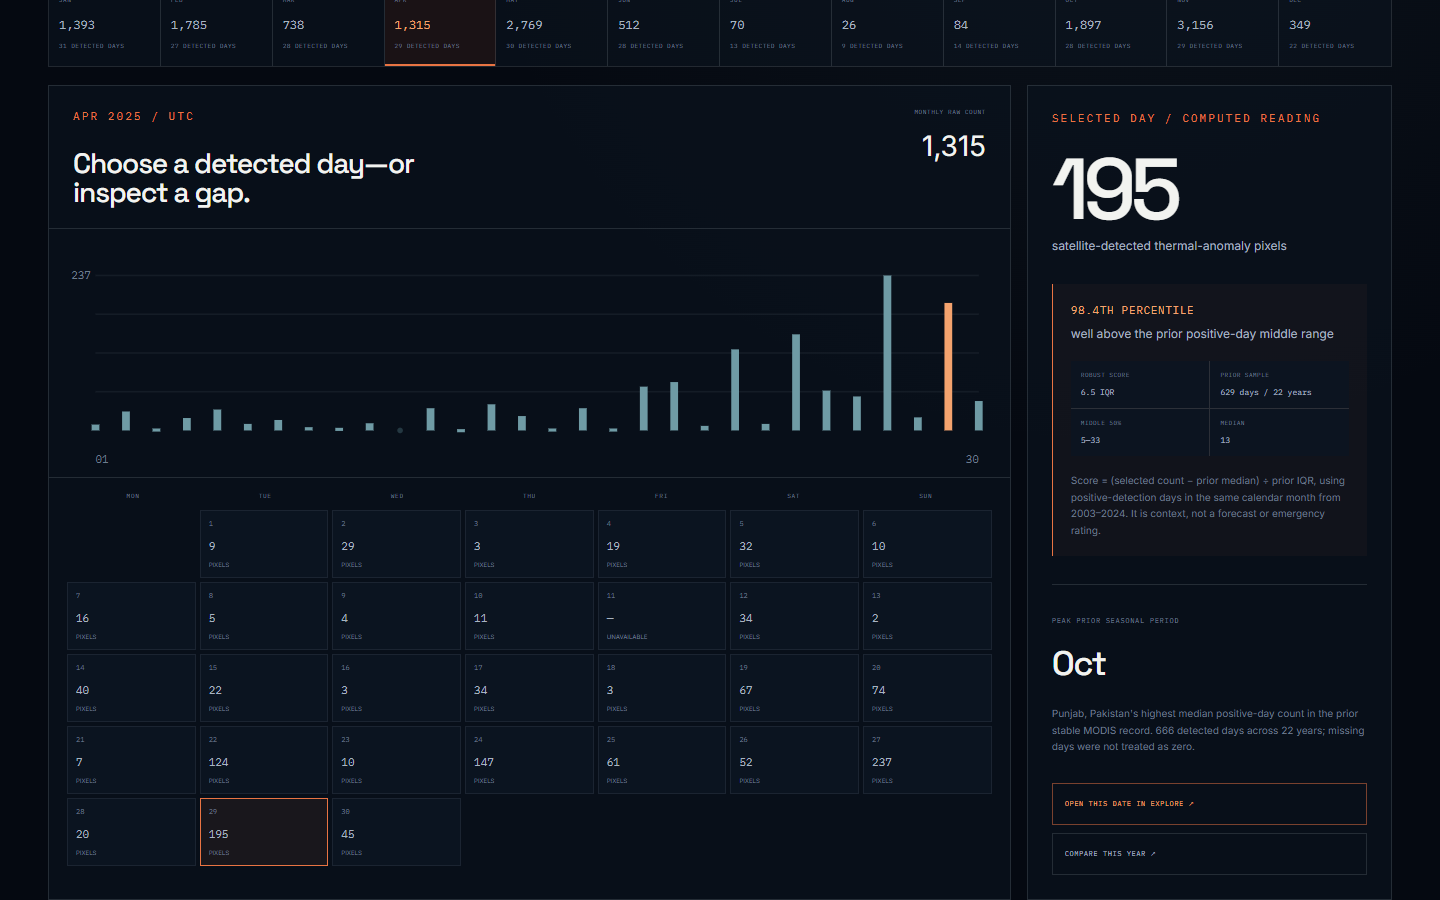 1,393 1,785 738 1,315 2,769 512 70 26 84 1,897 3,156 349
31 DETECTED DAYS 27 DETECTED DAYS 28 DETECTED DAYS 29 DETECTED DAYS 30 DETECTED DAYS 28 DETECTED DAYS 13 DETECTED DAYS 9 DETECTED DAYS 14 DETECTED DAYS 28 DETECTED DAYS 29 DETECTED DAYS 22 DETECTED DAYS
APR 2025 / UTC
Choose a detected day—or
inspect a gap.
MONTHLY RAW COUNT
1,315
237
01 30
MON TUE WED THU FRI SAT SUN
1 2 3 4 5 6
9 29 3 19 32 10
PIXELS PIXELS PIXELS PIXELS PIXELS PIXELS
7 8 9 10 11 12 13
16 5 4 11 — 34 2
PIXELS PIXELS PIXELS PIXELS UNAVAILABLE PIXELS PIXELS
14 15 16 17 18 19 20
40 22 3 34 3 67 74
PIXELS PIXELS PIXELS PIXELS PIXELS PIXELS PIXELS
21 22 23 24 25 26 27
7 124 10 147 61 52 237
PIXELS PIXELS PIXELS PIXELS PIXELS PIXELS PIXELS
28 29 30
20 195 45
PIXELS PIXELS PIXELS
SELECTED DAY / COMPUTED READING
195
satellite-detected thermal-anomaly pixels
98.4TH PERCENTILE
well above the prior positive-day middle range
ROBUST SCORE PRIOR SAMPLE
6.5 IQR 629 days / 22 years
MIDDLE 50% MEDIAN
5–33 13
Score = (selected count − prior median) ÷ prior IQR, using
positive-detection days in the same calendar month from
2003–2024. It is context, not a forecast or emergency
rating.
PEAK PRIOR SEASONAL PERIOD
Oct
Punjab, Pakistan's highest median positive-day count in the prior
stable MODIS record. 666 detected days across 22 years; missing
days were not treated as zero.
OPEN THIS DATE IN EXPLORE ↗
COMPARE THIS YEAR ↗